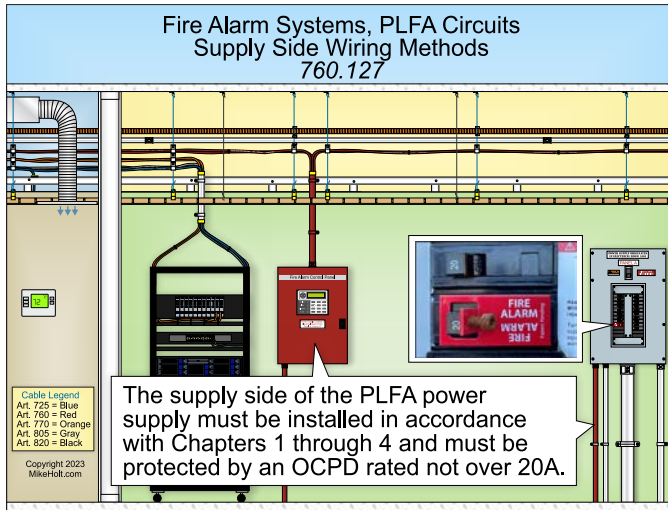 Fire Alarm Systems, PLFA Circuits
Supply Side Wiring Methods
760.127
Fire Alarm Control Panel
PANEL A
20
20
FIRE
ALARM
FIRE
ALARM
72°
The supply side of the PLFA power
supply must be installed in accordance
with Chapters 1 through 4 and must be
protected by an OCPD rated not over 20A.
Cable Legend
Art. 725 = Blue
Art. 760 = Red
Art. 770 = Orange
Art. 805 = Gray
Art. 820 = Black
Copyright 2023
MikeHolt.com